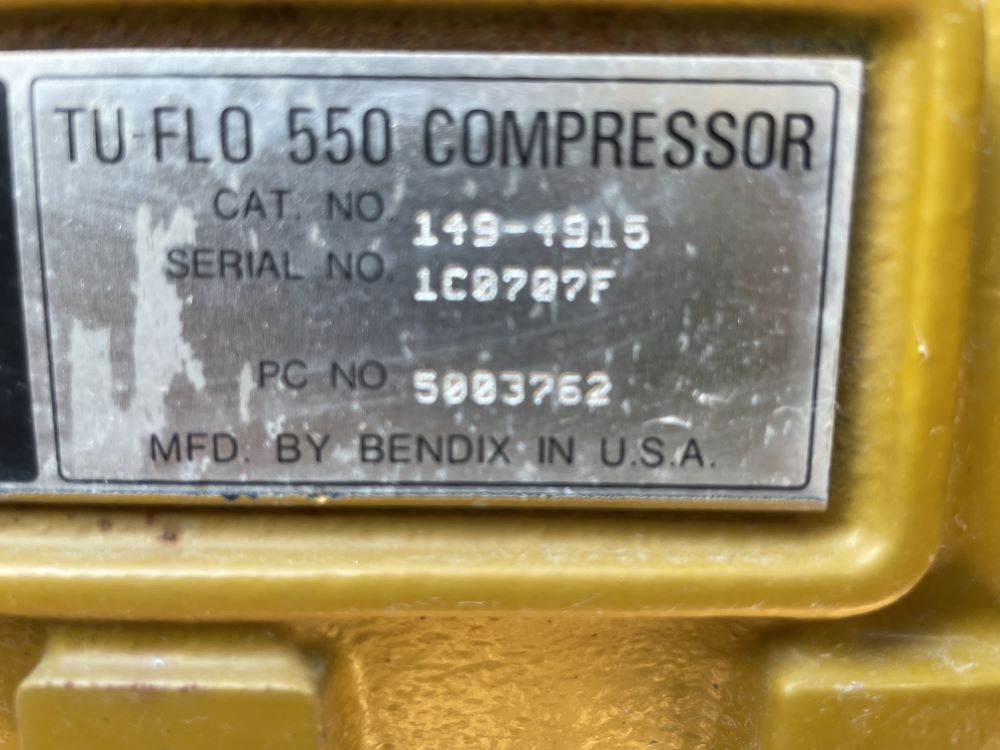 TU-FLO 550 COMPRESSOR
CAT. NO. 149-4915
SERIAL NO. 1C0707F
PC NO 5003762
MFD. BY BENDIX IN U.S.A.